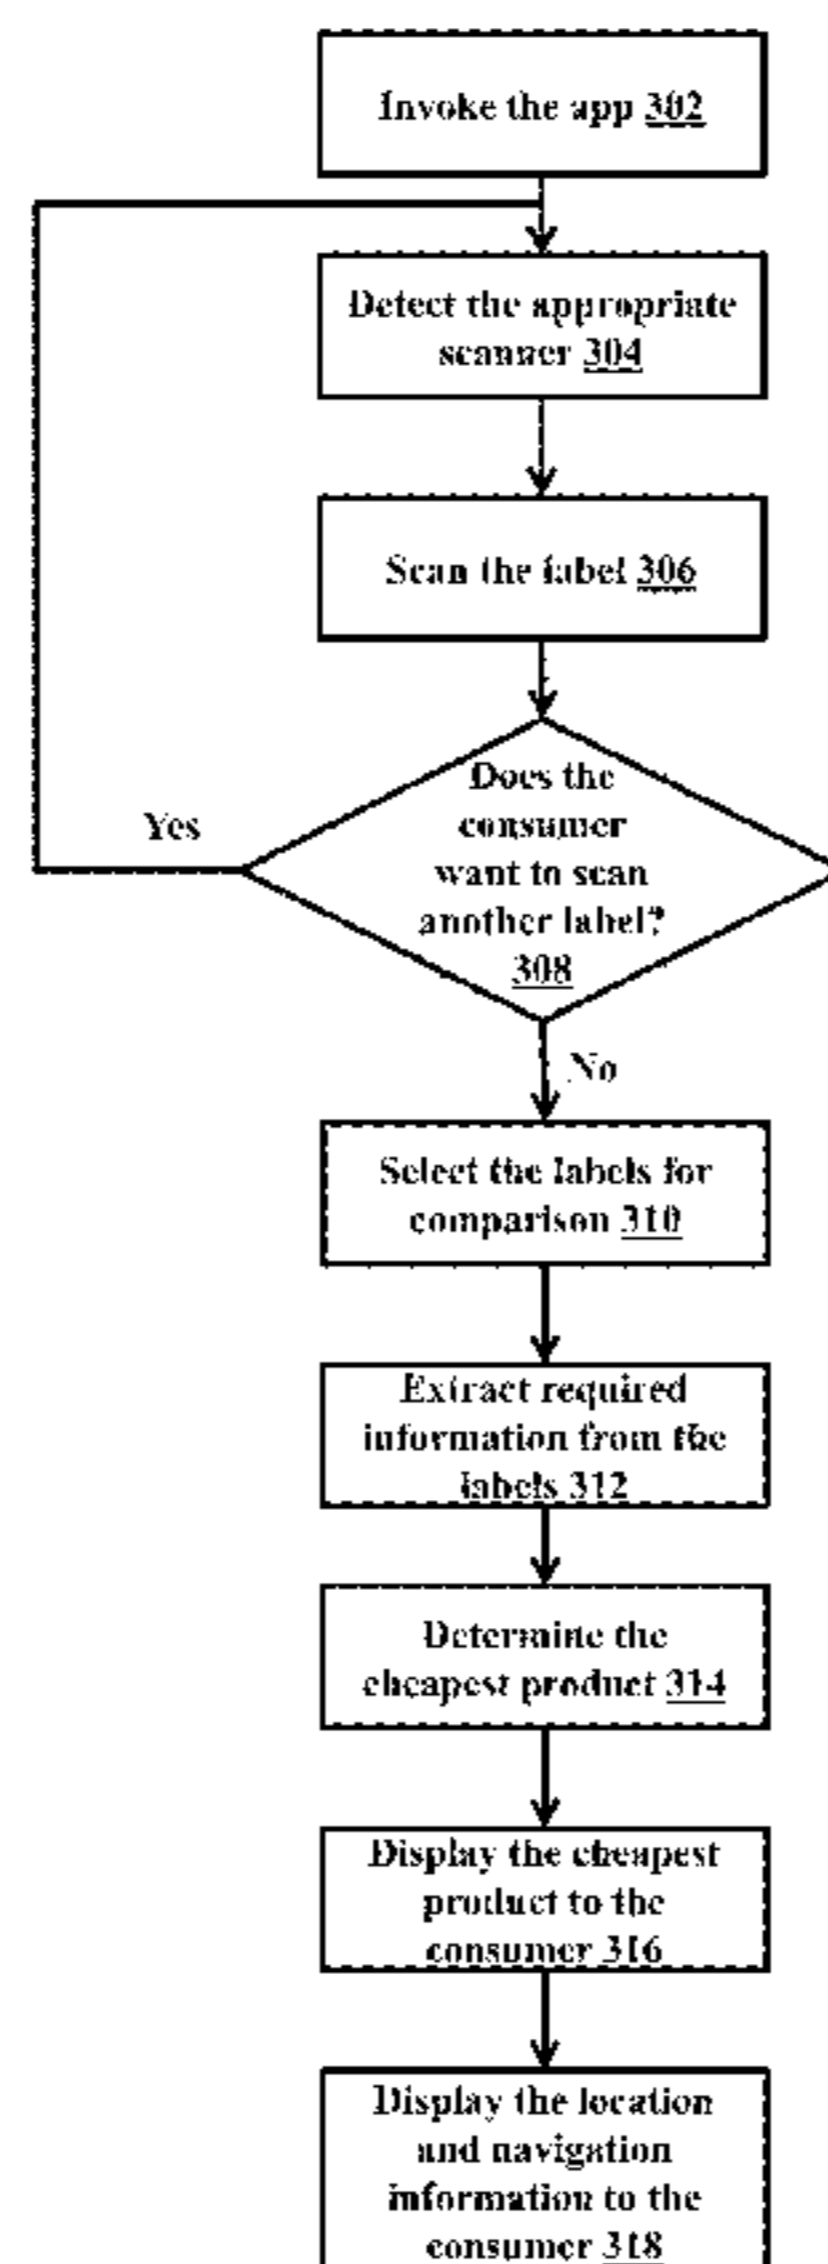 Invoke the app 302
Detect the appropriate
scanner 304
Scan the label 306
Does the
consumer
want to scan
another label?
308
Yes
No
Select the labels for
comparison 310
Extract required
information from the
labels 312
Determine the
cheapest product 314
Display the cheapest
product to the
consumer 316
Display the location
and navigation
information to the
consumer 318